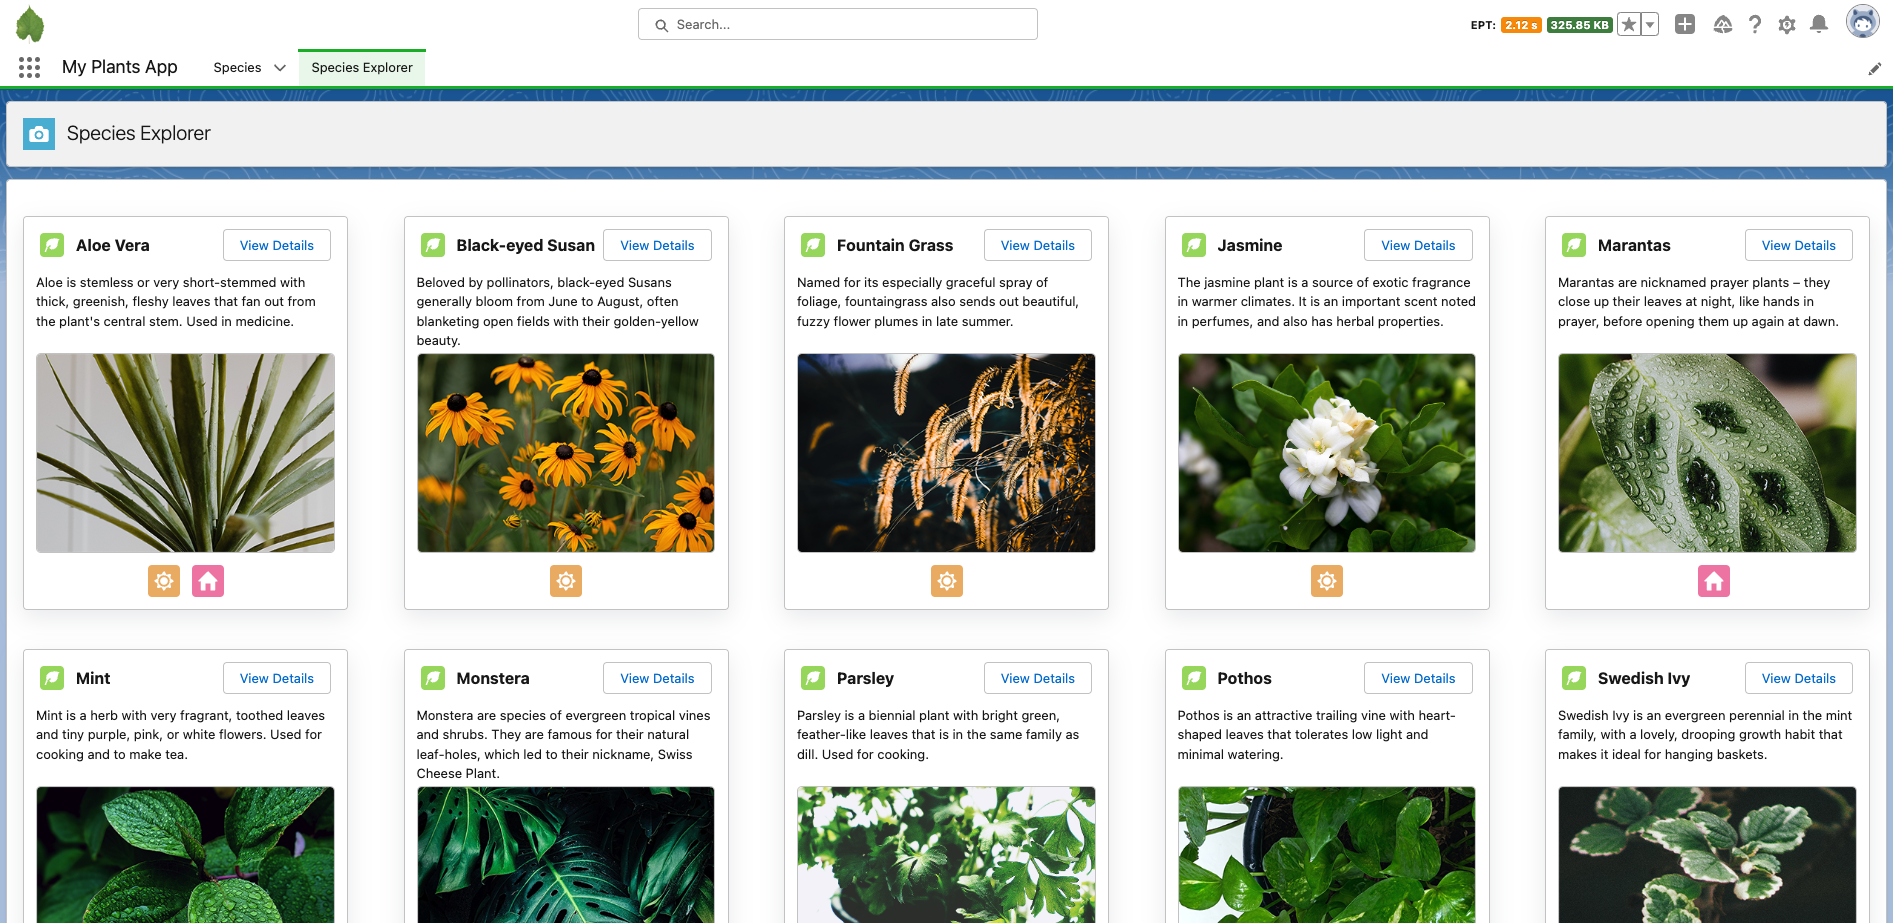 Search...
EPT: 2.12 s 325.85 KB
My Plants App
Species
Species Explorer
Species Explorer
Aloe Vera
View Details
Aloe is stemless or very short-stemmed with
thick, greenish, fleshy leaves that fan out from
the plant's central stem. Used in medicine.
Black-eyed Susan
View Details
Beloved by pollinators, black-eyed Susans
generally bloom from June to August, often
blanketing open fields with their golden-yellow
beauty.
Fountain Grass
View Details
Named for its especially graceful spray of
foliage, fountaingrass also sends out beautiful,
fuzzy flower plumes in late summer.
Jasmine
View Details
The jasmine plant is a source of exotic fragrance
in warmer climates. It is an important scent noted
in perfumes, and also has herbal properties.
Marantas
View Details
Marantas are nicknamed prayer plants – they
close up their leaves at night, like hands in
prayer, before opening them up again at dawn.
Mint
View Details
Mint is a herb with very fragrant, toothed leaves
and tiny purple, pink, or white flowers. Used for
cooking and to make tea.
Monstera
View Details
Monstera are species of evergreen tropical vines
and shrubs. They are famous for their natural
leaf-holes, which led to their nickname, Swiss
Cheese Plant.
Parsley
View Details
Parsley is a biennial plant with bright green,
feather-like leaves that is in the same family as
dill. Used for cooking.
Pothos
View Details
Pothos is an attractive trailing vine with heart-
shaped leaves that tolerates low light and
minimal watering.
Swedish Ivy
View Details
Swedish Ivy is an evergreen perennial in the mint
family, with a lovely, drooping growth habit that
makes it ideal for hanging baskets.